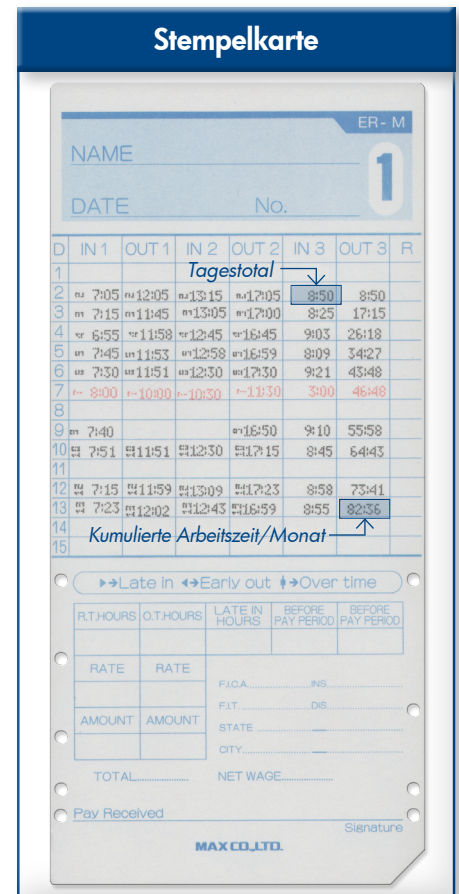 Stempelkarte
ER-M
NAME
1
DATE No.
D IN 1 OUT 1 IN 2 OUT 2 IN 3 OUT 3 R
1 Tagestotal
2 7:05 12:05 13:15 17:05 8:50 8:50
3 7:15 11:45 13:05 17:00 8:25 17:15
4 6:55 11:58 12:45 16:45 9:03 26:18
5 7:45 11:53 12:58 16:59 8:09 34:27
6 7:30 11:51 12:30 17:30 9:21 43:48
7 8:00 10:00 10:30 11:30 3:00 46:48
8
9 7:40 16:50 9:10 55:58
10 7:51 11:51 12:30 17:15 8:45 64:43
11
12 7:15 11:59 13:09 17:23 8:58 73:41
13 7:23 12:02 12:43 16:59 8:55 82:36
14 Kumulierte Arbeitszeit/Monat
15
Late in Early out Over time
R.T.HOURS O.T.HOURS LATE IN HOURS BEFORE PAY PERIOD BEFORE PAY PERIOD
RATE RATE
F.I.C.A. INS.
F.I.T. DIS.
AMOUNT AMOUNT STATE
CITY
TOTAL NET WAGE
Pay Received
Signature
MAX CO.,LTD.